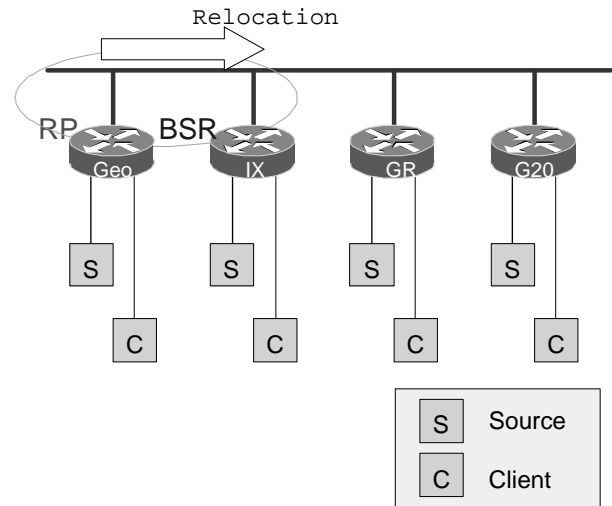 Relocation
RP BSR
Geo IX GR G20
S S S S
C C C C
S Source
C Client